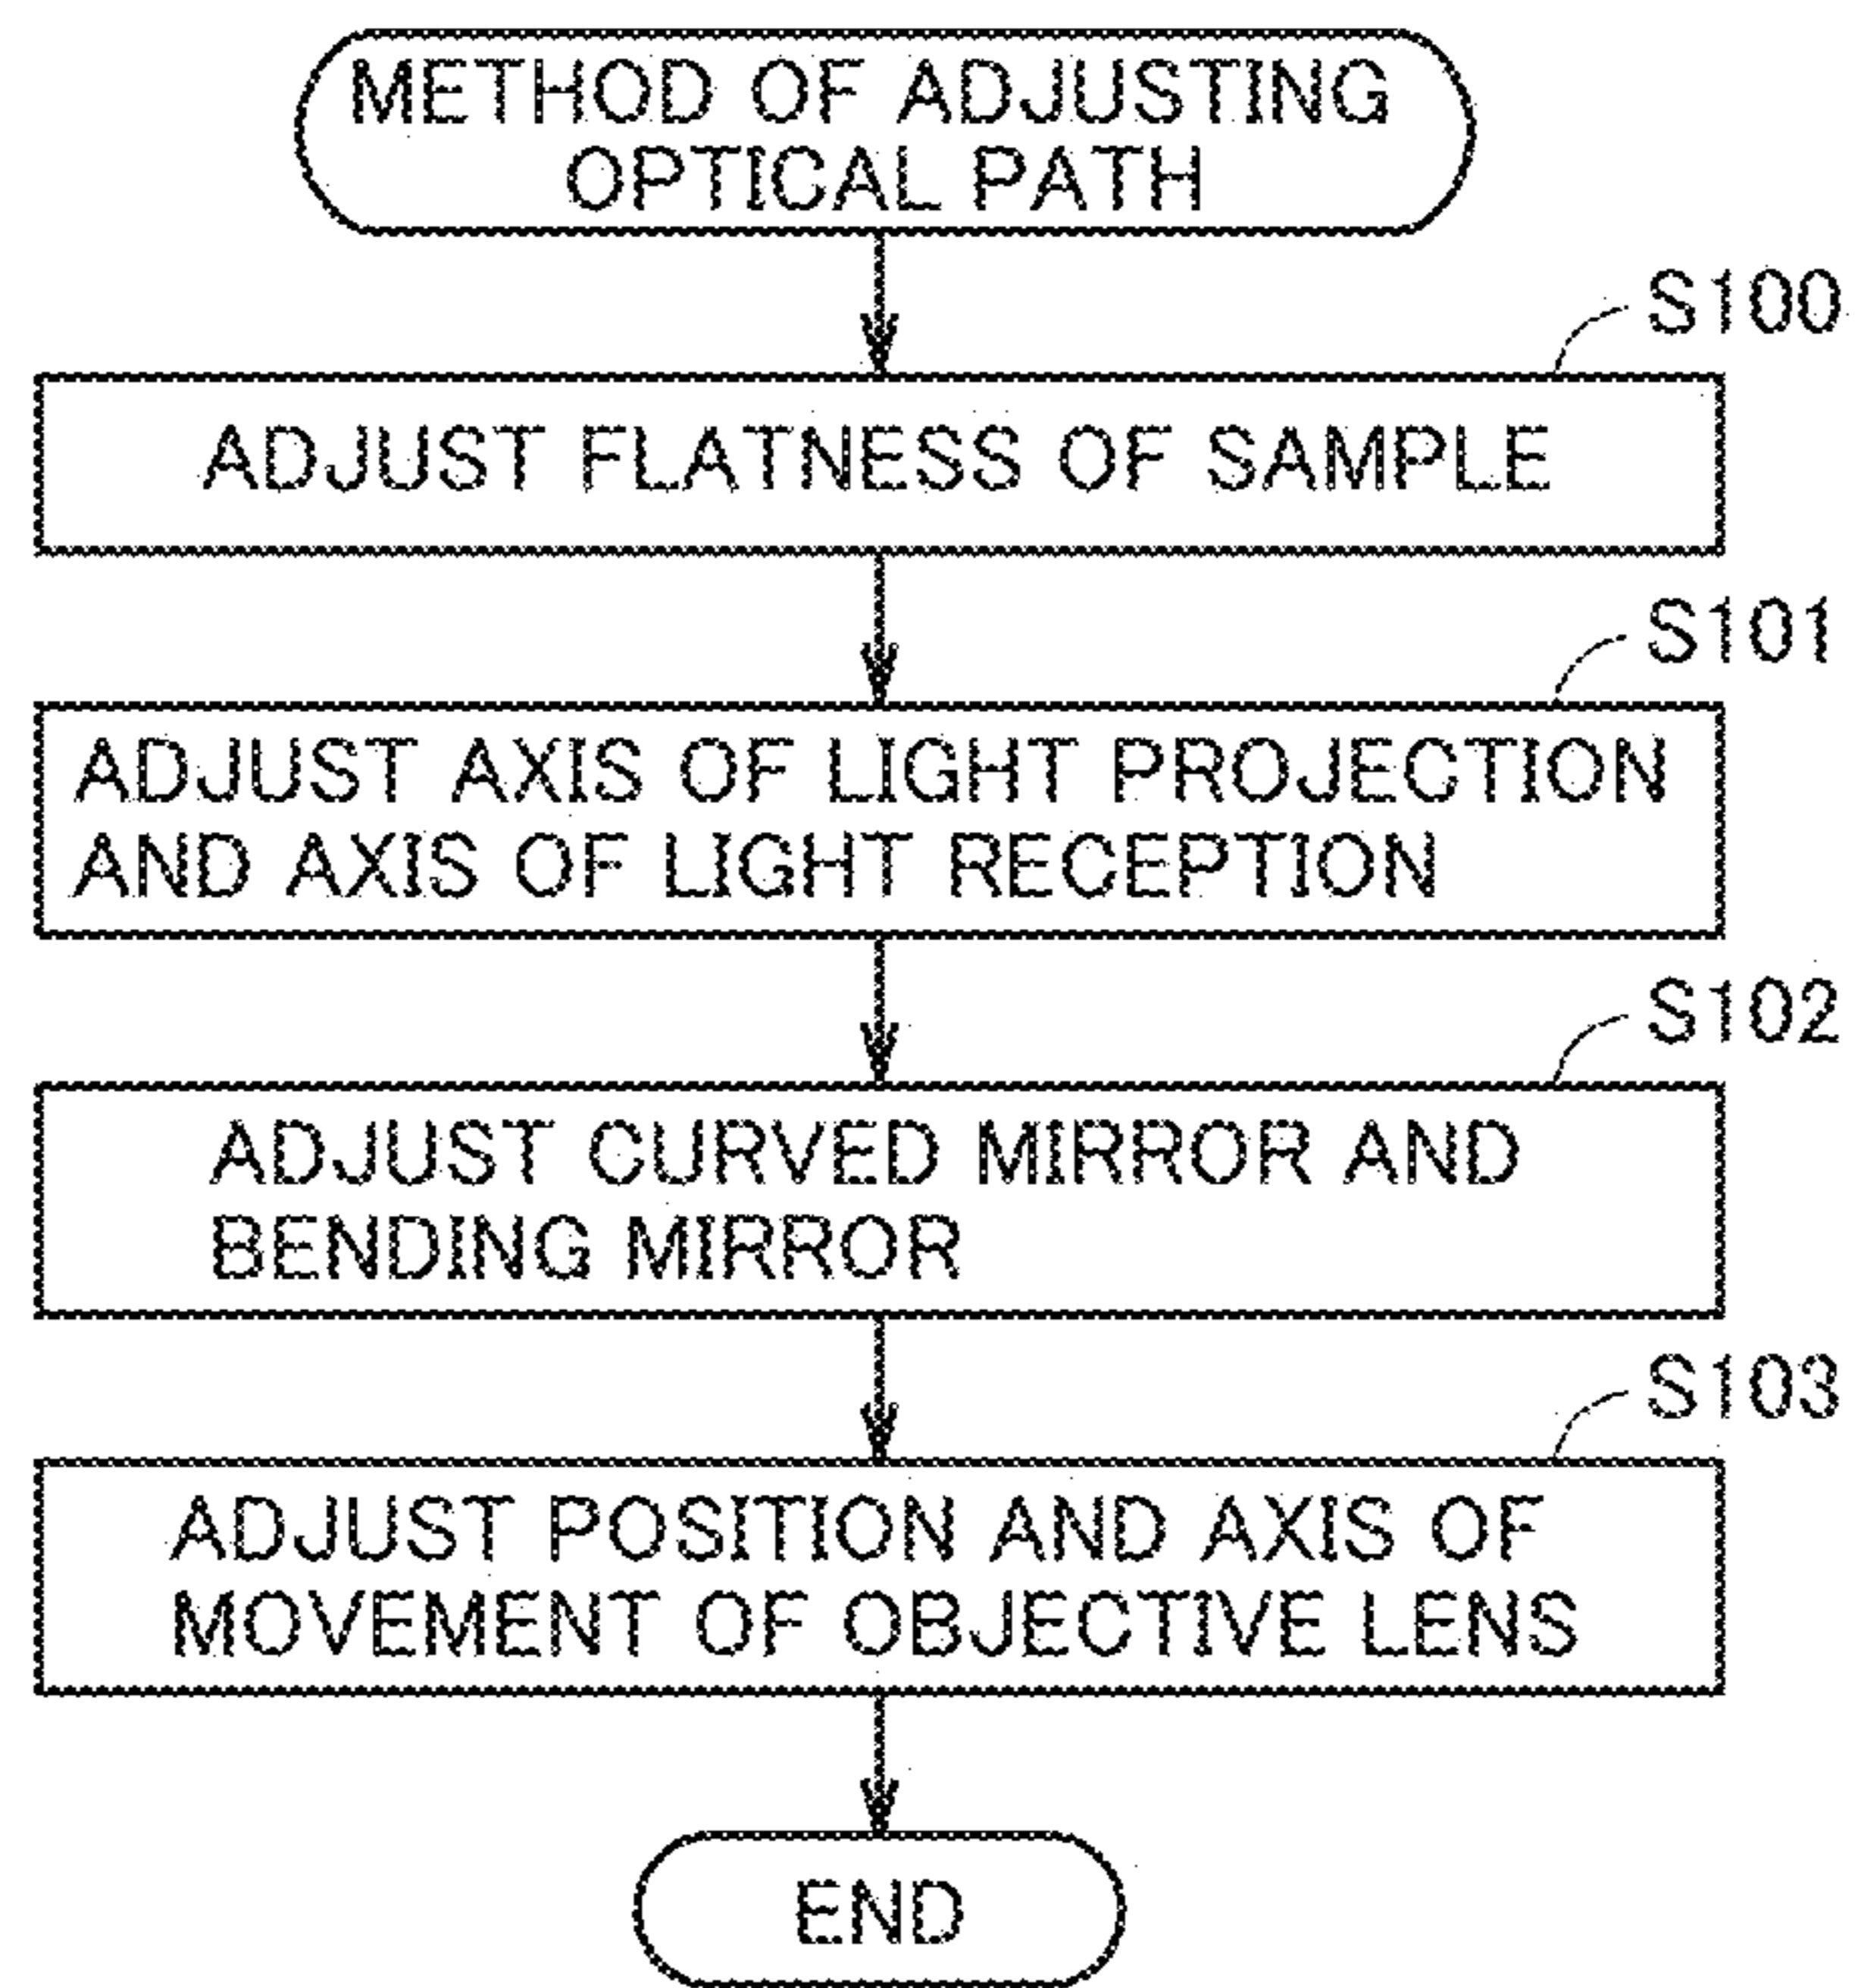 METHOD OF ADJUSTING
OPTICAL PATH
S100
ADJUST FLATNESS OF SAMPLE
S101
ADJUST AXIS OF LIGHT PROJECTION
AND AXIS OF LIGHT RECEPTION
S102
ADJUST CURVED MIRROR AND
BENDING MIRROR
S103
ADJUST POSITION AND AXIS OF
MOVEMENT OF OBJECTIVE LENS
END